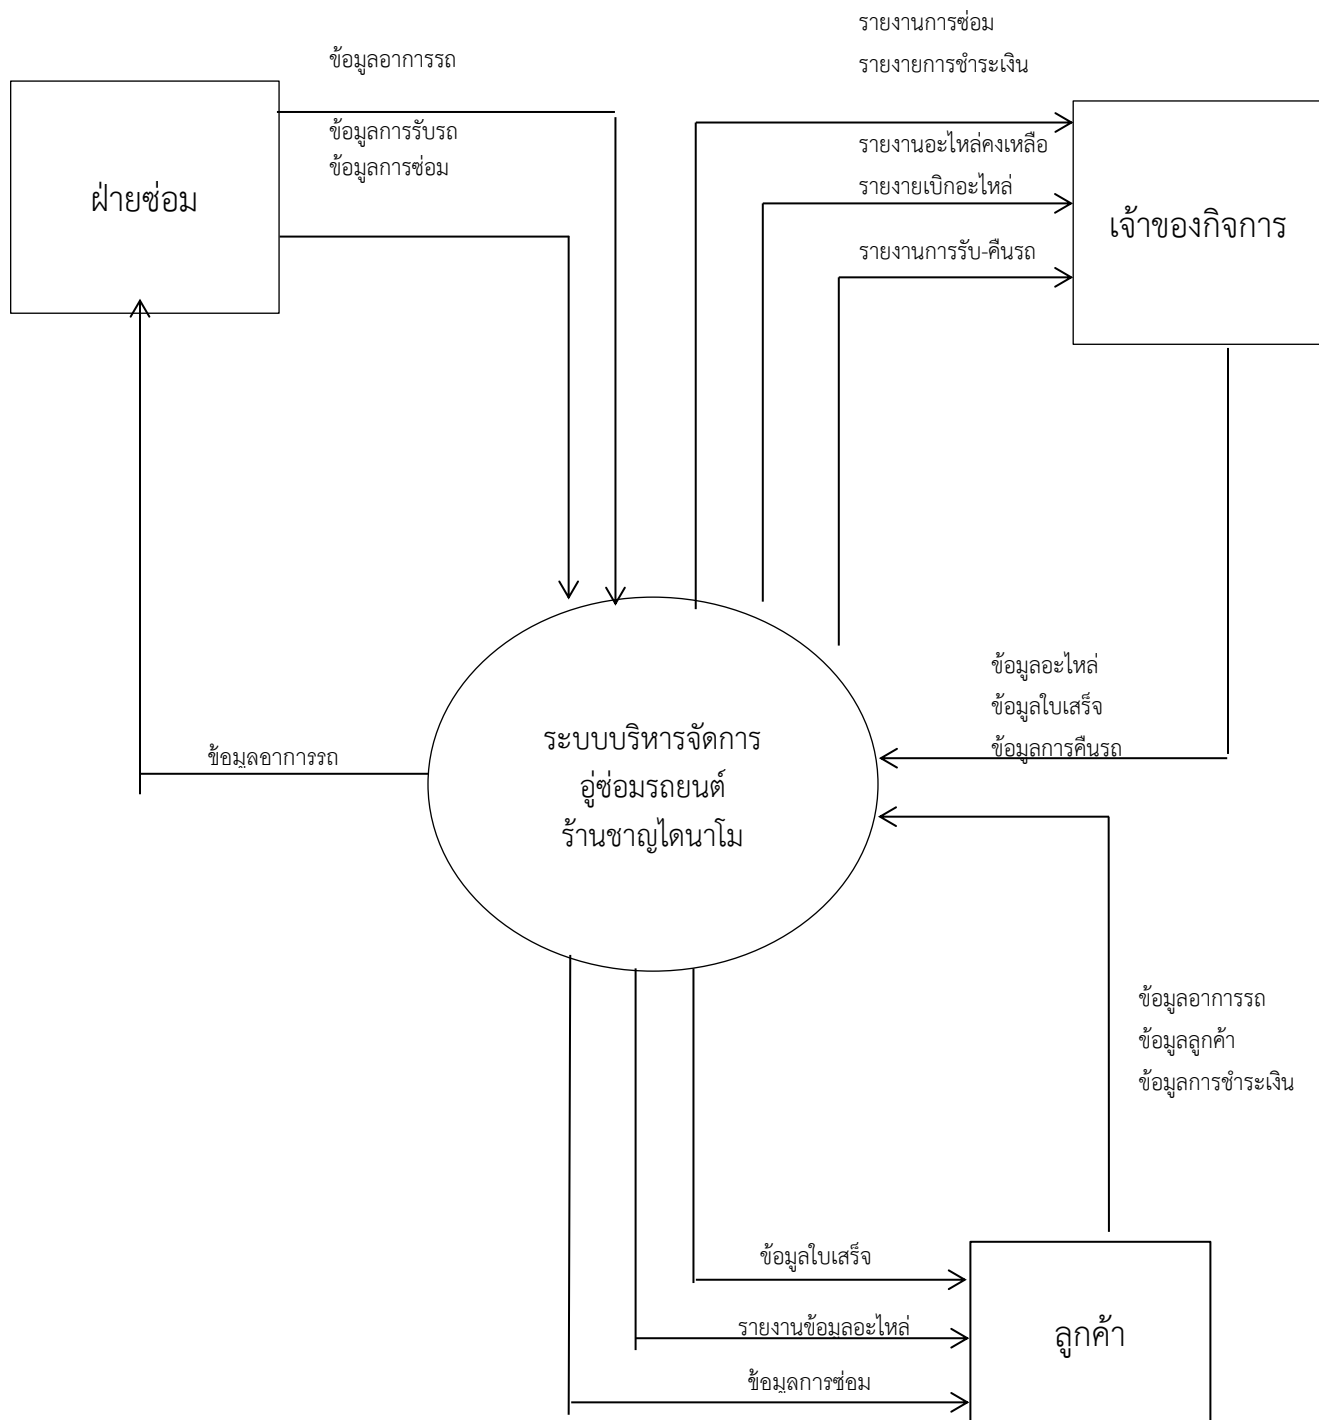 รายงานการซ่อม
ข้อมูลอาการรถ
รายงายการชำระเงิน
ข้อมูลการรับรถ
รายงานอะไหล่คงเหลือ
ข้อมูลการซ่อม
รายงายเบิกอะไหล่
ฝ่ายซ่อม
เจ้าของกิจการ
รายงานการรับ-คืนรถ
ข้อมูลอะไหล่
ข้อมูลใบเสร็จ
ข้อมูลการคืนรถ
ระบบบริหารจัดการ
อู่ซ่อมรถยนต์
ร้านชาญไดนาโม
ข้อมูลอาการรถ
ข้อมูลอาการรถ
ข้อมูลลูกค้า
ข้อมูลการชำระเงิน
ข้อมูลใบเสร็จ
รายงานข้อมูลอะไหล่
ลูกค้า
ข้อมูลการซ่อม